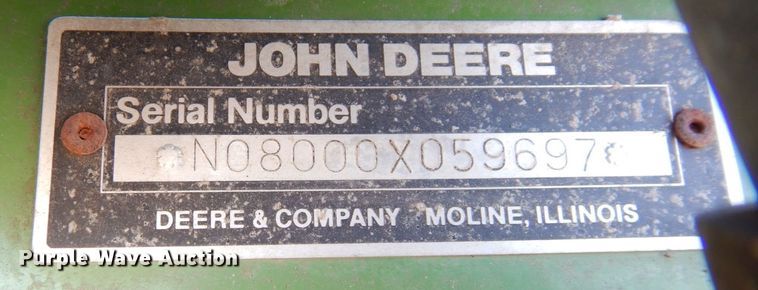 JOHN DEERE
Serial Number
*N08000X059697*
DEERE & COMPANY MOLINE, ILLINOIS
Purple Wave Auction